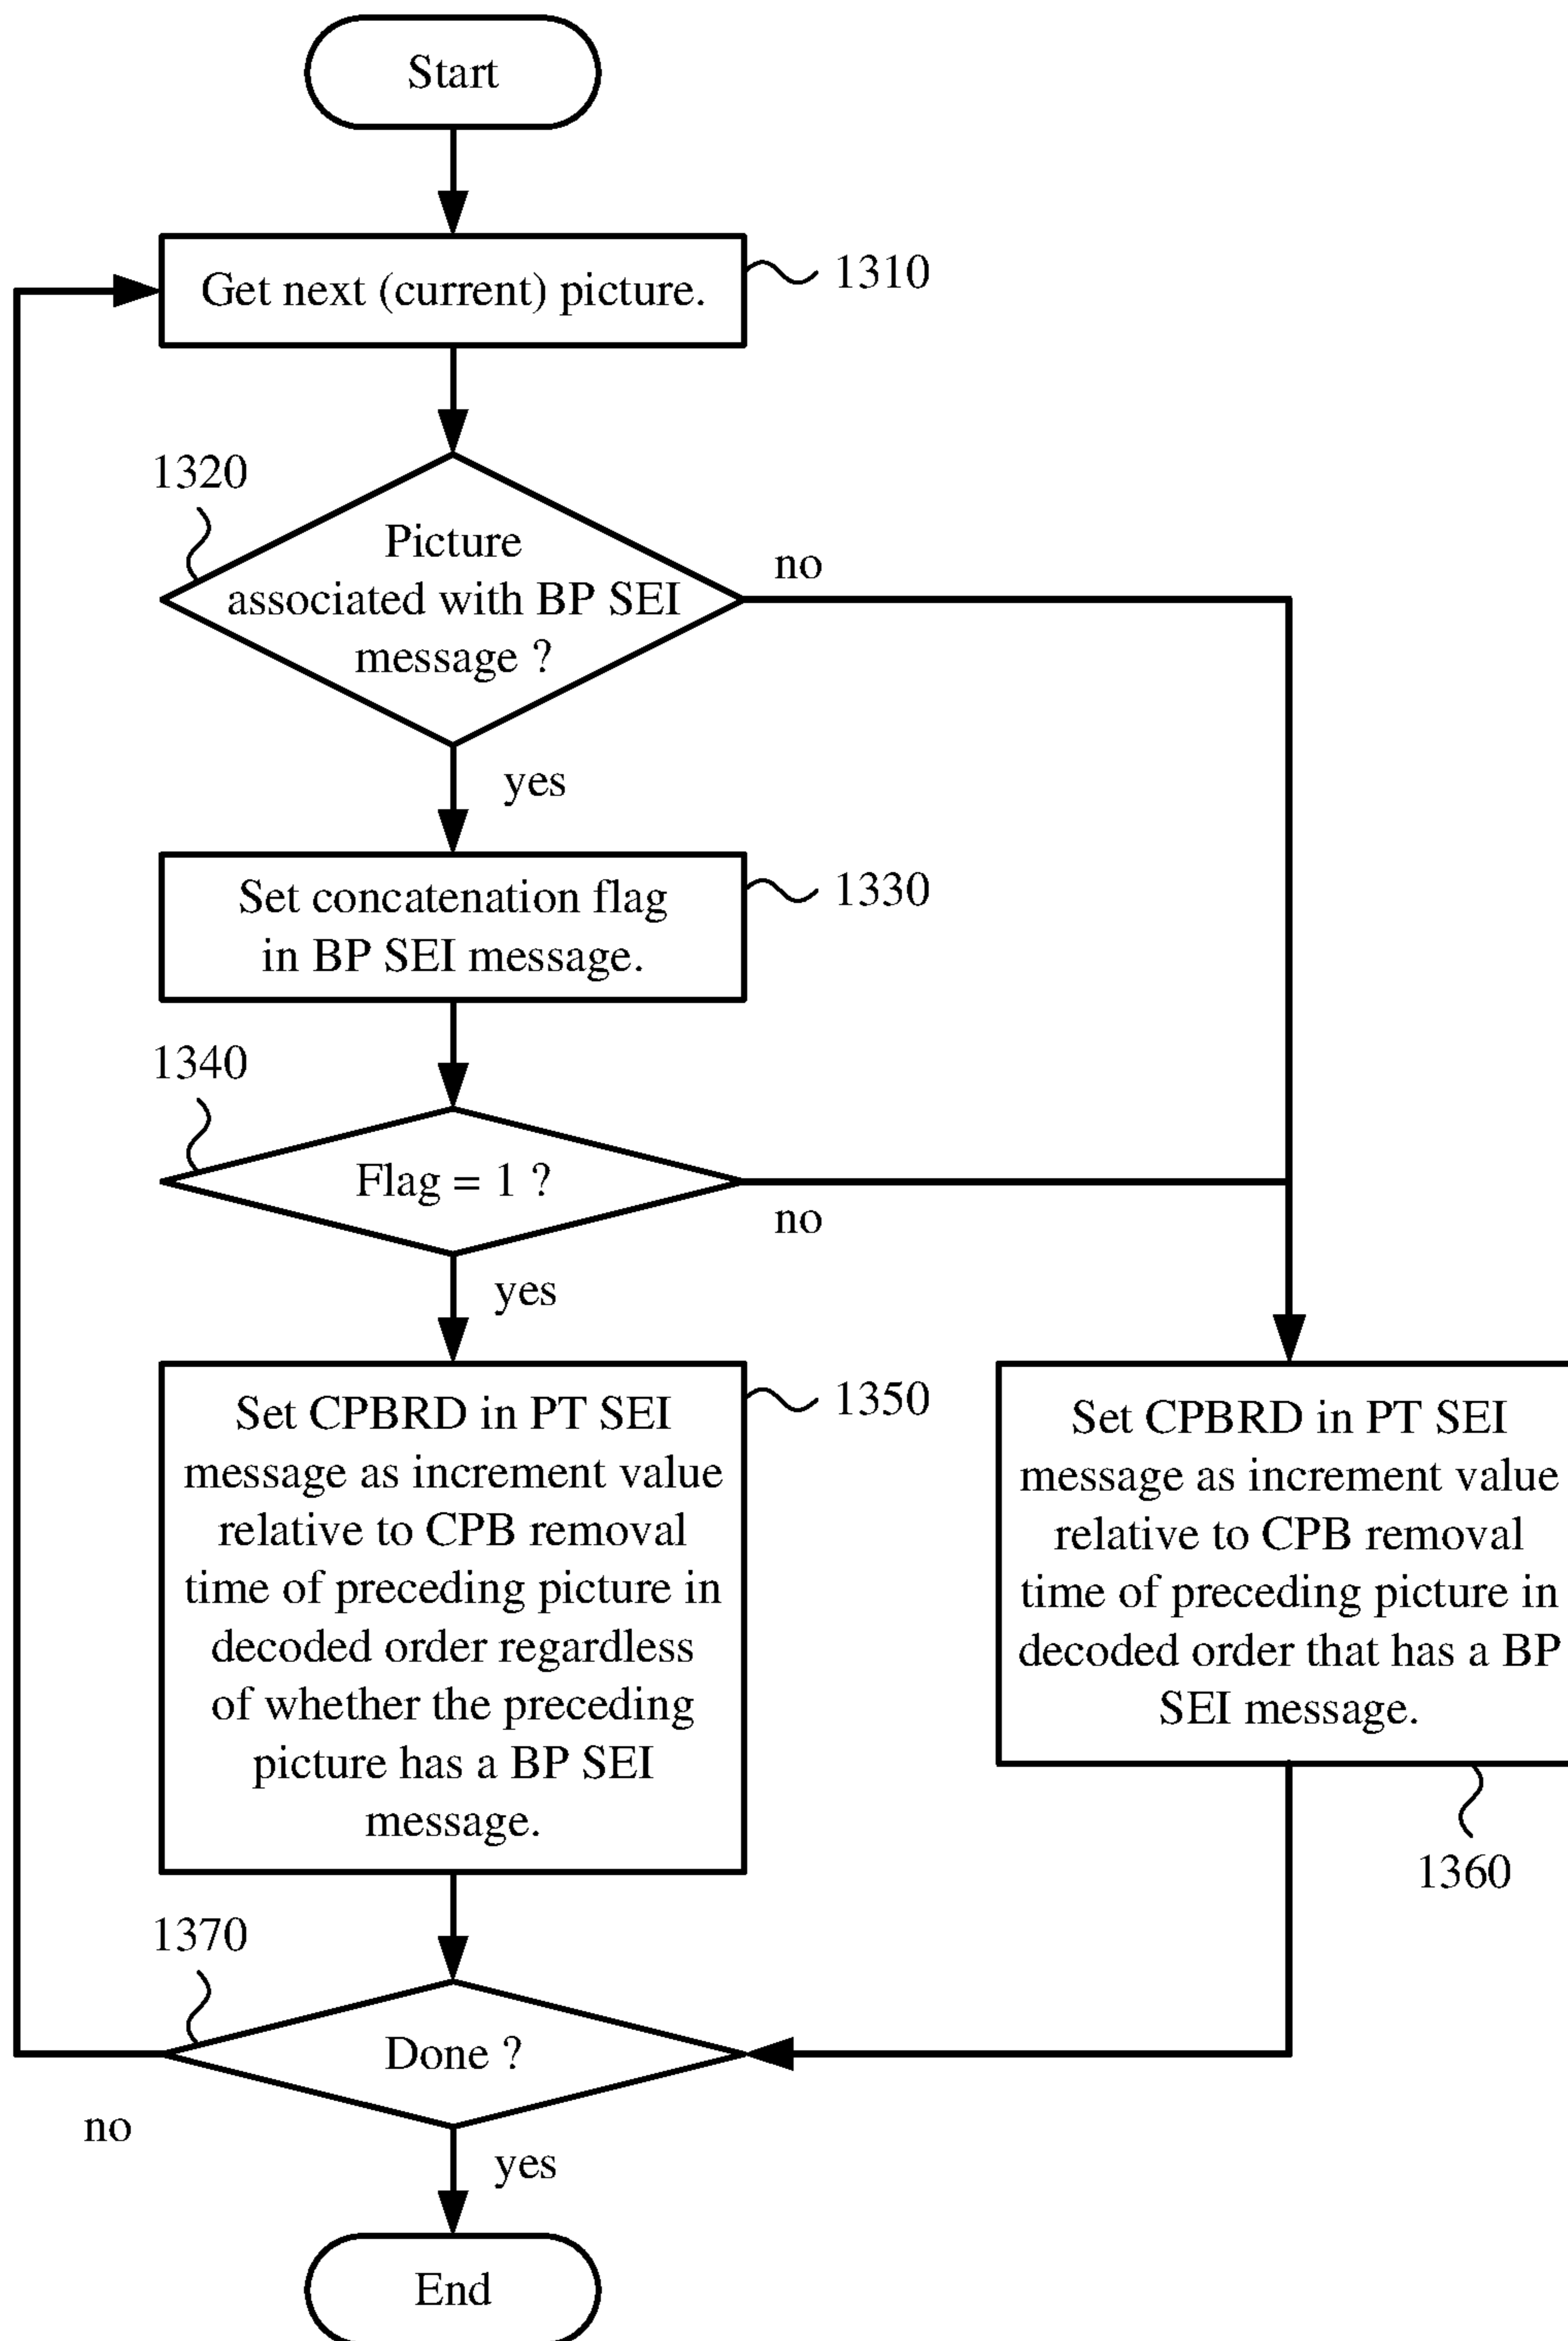 Start
Get next (current) picture.
1310
1320
Picture
associated with BP SEI
message ?
no
yes
Set concatenation flag
in BP SEI message.
1330
1340
Flag = 1 ?
no
yes
Set CPBRD in PT SEI
message as increment value
relative to CPB removal
time of preceding picture in
decoded order regardless
of whether the preceding
picture has a BP SEI
message.
1350
Set CPBRD in PT SEI
message as increment value
relative to CPB removal
time of preceding picture in
decoded order that has a BP
SEI message.
1360
1370
Done ?
no
yes
End